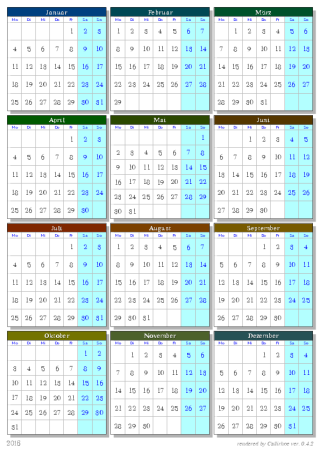 Januar
Mo Di Mi Do Fr Sa So
1 2 3
4 5 6 7 8 9 10
11 12 13 14 15 16 17
18 19 20 21 22 23 24
25 26 27 28 29 30 31
Februar
Mo Di Mi Do Fr Sa So
1 2 3 4 5 6 7
8 9 10 11 12 13 14
15 16 17 18 19 20 21
22 23 24 25 26 27 28
29
März
Mo Di Mi Do Fr Sa So
1 2 3 4 5 6
7 8 9 10 11 12 13
14 15 16 17 18 19 20
21 22 23 24 25 26 27
28 29 30 31
April
Mo Di Mi Do Fr Sa So
1 2 3
4 5 6 7 8 9 10
11 12 13 14 15 16 17
18 19 20 21 22 23 24
25 26 27 28 29 30
Mai
Mo Di Mi Do Fr Sa So
1
2 3 4 5 6 7 8
9 10 11 12 13 14 15
16 17 18 19 20 21 22
23 24 25 26 27 28 29
30 31
Juni
Mo Di Mi Do Fr Sa So
1 2 3 4 5
6 7 8 9 10 11 12
13 14 15 16 17 18 19
20 21 22 23 24 25 26
27 28 29 30
Juli
Mo Di Mi Do Fr Sa So
1 2 3
4 5 6 7 8 9 10
11 12 13 14 15 16 17
18 19 20 21 22 23 24
25 26 27 28 29 30 31
August
Mo Di Mi Do Fr Sa So
1 2 3 4 5 6 7
8 9 10 11 12 13 14
15 16 17 18 19 20 21
22 23 24 25 26 27 28
29 30 31
September
Mo Di Mi Do Fr Sa So
1 2 3 4
5 6 7 8 9 10 11
12 13 14 15 16 17 18
19 20 21 22 23 24 25
26 27 28 29 30
Oktober
Mo Di Mi Do Fr Sa So
1 2
3 4 5 6 7 8 9
10 11 12 13 14 15 16
17 18 19 20 21 22 23
24 25 26 27 28 29 30
31
November
Mo Di Mi Do Fr Sa So
1 2 3 4 5 6
7 8 9 10 11 12 13
14 15 16 17 18 19 20
21 22 23 24 25 26 27
28 29 30
Dezember
Mo Di Mi Do Fr Sa So
1 2 3 4
5 6 7 8 9 10 11
12 13 14 15 16 17 18
19 20 21 22 23 24 25
26 27 28 29 30 31
2016
rendered by ver. 0.4.2